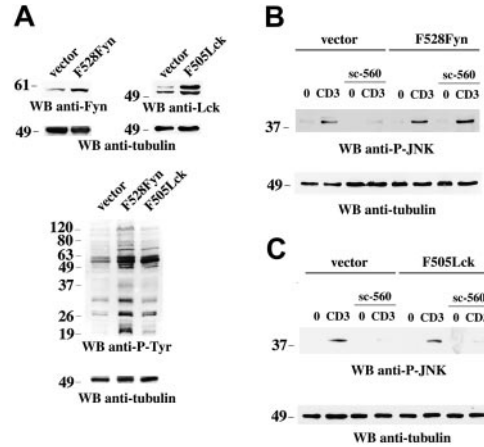 A
vector
F528Fyn
61
WB anti-Fyn
49
WB anti-tubulin
vector
F505Lck
49
WB anti-Lck
vector
F528Fyn
F505Lck
120
80
63
49
37
26
19
WB anti-P-Tyr
49
WB anti-tubulin
B
vector F528Fyn
sc-560 sc-560
0 CD3 0 CD3 0 CD3 0 CD3
37
WB anti-P-JNK
49
WB anti-tubulin
C
vector F505Lck
sc-560 sc-560
0 CD3 0 CD3 0 CD3 0 CD3
37
WB anti-P-JNK
49
WB anti-tubulin